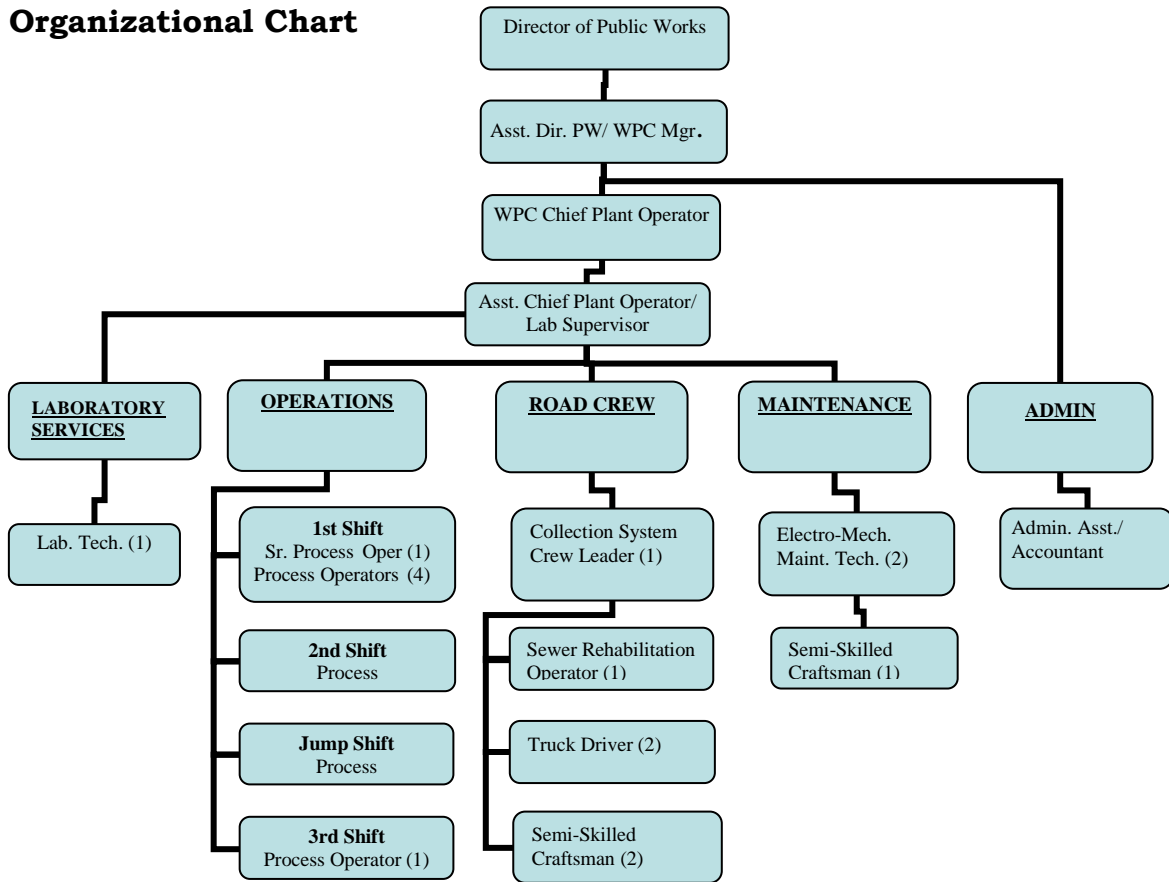 Organizational Chart
Director of Public Works
Asst. Dir. PW/ WPC Mgr.
WPC Chief Plant Operator
Asst. Chief Plant Operator/
Lab Supervisor
LABORATORY
SERVICES
OPERATIONS
ROAD CREW
MAINTENANCE
ADMIN
Lab. Tech. (1)
1st Shift
Sr. Process Oper (1)
Process Operators (4)
2nd Shift
Process
Jump Shift
Process
3rd Shift
Process Operator (1)
Collection System
Crew Leader (1)
Sewer Rehabilitation
Operator (1)
Truck Driver (2)
Semi-Skilled
Craftsman (2)
Electro-Mech.
Maint. Tech. (2)
Semi-Skilled
Craftsman (1)
Admin. Asst./
Accountant